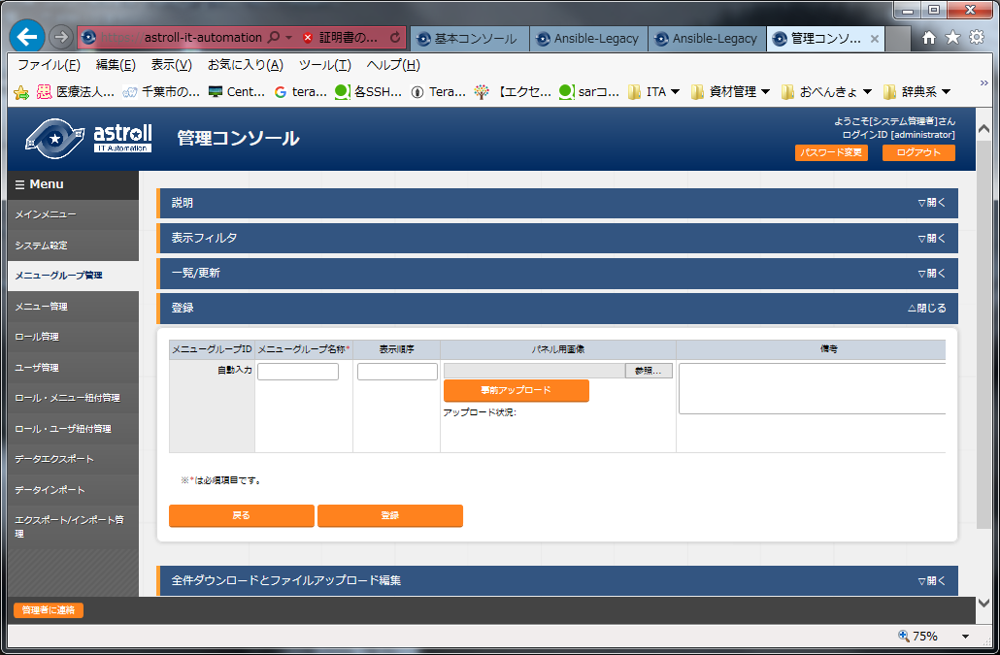 https://astroll-it-automation
証明書の...
基本コンソール
Ansible-Legacy
Ansible-Legacy
管理コンソ...
ファイル(F) 編集(E) 表示(V) お気に入り(A) ツール(T) ヘルプ(H)
医療法人... 千葉市の... Cent... tera... 各SSH... Tera... 【エクセ... sarコ... ITA 資材管理 おべんきょ 辞典系
astroll
IT Automation
管理コンソール
ようこそ[システム管理者]さん
ログインID [administrator]
パスワード変更 ログアウト
☰ Menu
メインメニュー
システム設定
メニューグループ管理
メニュー管理
ロール管理
ユーザ管理
ロール・メニュー紐付管理
ロール・ユーザ紐付管理
データエクスポート
データインポート
エクスポート/インポート管
理
説明 ▽開く
表示フィルタ ▽開く
一覧/更新 ▽開く
登録 △閉じる
メニューグループID メニューグループ名称* 表示順序 パネル用画像 備考
自動入力 参照...
事前アップロード
アップロード状況:
※*は必須項目です。
戻る 登録
全件ダウンロードとファイルアップロード編集 ▽開く
管理者に連絡
75%